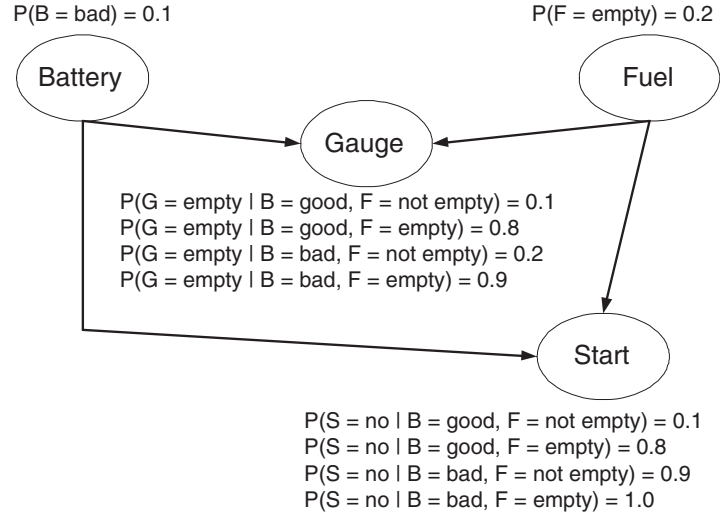 P(B = bad) = 0.1
P(F = empty) = 0.2
Battery
Fuel
Gauge
P(G = empty | B = good, F = not empty) = 0.1
P(G = empty | B = good, F = empty) = 0.8
P(G = empty | B = bad, F = not empty) = 0.2
P(G = empty | B = bad, F = empty) = 0.9
Start
P(S = no | B = good, F = not empty) = 0.1
P(S = no | B = good, F = empty) = 0.8
P(S = no | B = bad, F = not empty) = 0.9
P(S = no | B = bad, F = empty) = 1.0